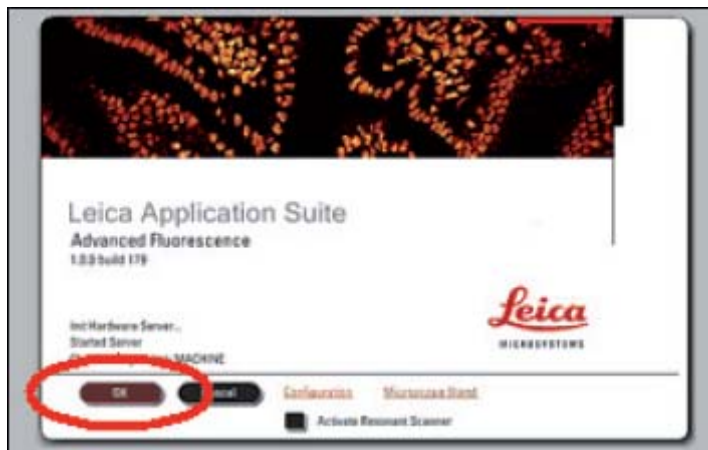 Leica Application Suite
Advanced Fluorescence
1.0.0 build 179
Leica
MICROSYSTEMS
Init Hardware Server...
Started Server
MACHINE
OK
Configuration Microscope Stand
Activate Resonant Scanner